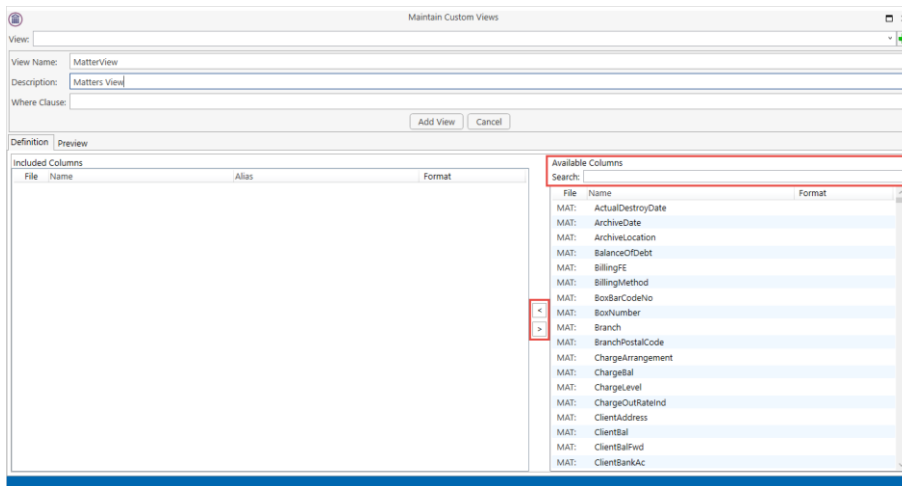 Maintain Custom Views
View:
View Name: MatterView
Description: Matters View
Where Clause:
Add View Cancel
Definition Preview
Included Columns
File Name Alias Format
Available Columns
Search:
File Name Format
MAT: ActualDestroyDate
MAT: ArchiveDate
MAT: ArchiveLocation
MAT: BalanceOfDebt
MAT: BillingFE
MAT: BillingMethod
MAT: BoxBarCodeNo
< MAT: BoxNumber
> MAT: Branch
MAT: BranchPostalCode
MAT: ChargeArrangement
MAT: ChargeBal
MAT: ChargeLevel
MAT: ChargeOutRateInd
MAT: ClientAddress
MAT: ClientBal
MAT: ClientBalFwd
MAT: ClientBankAc